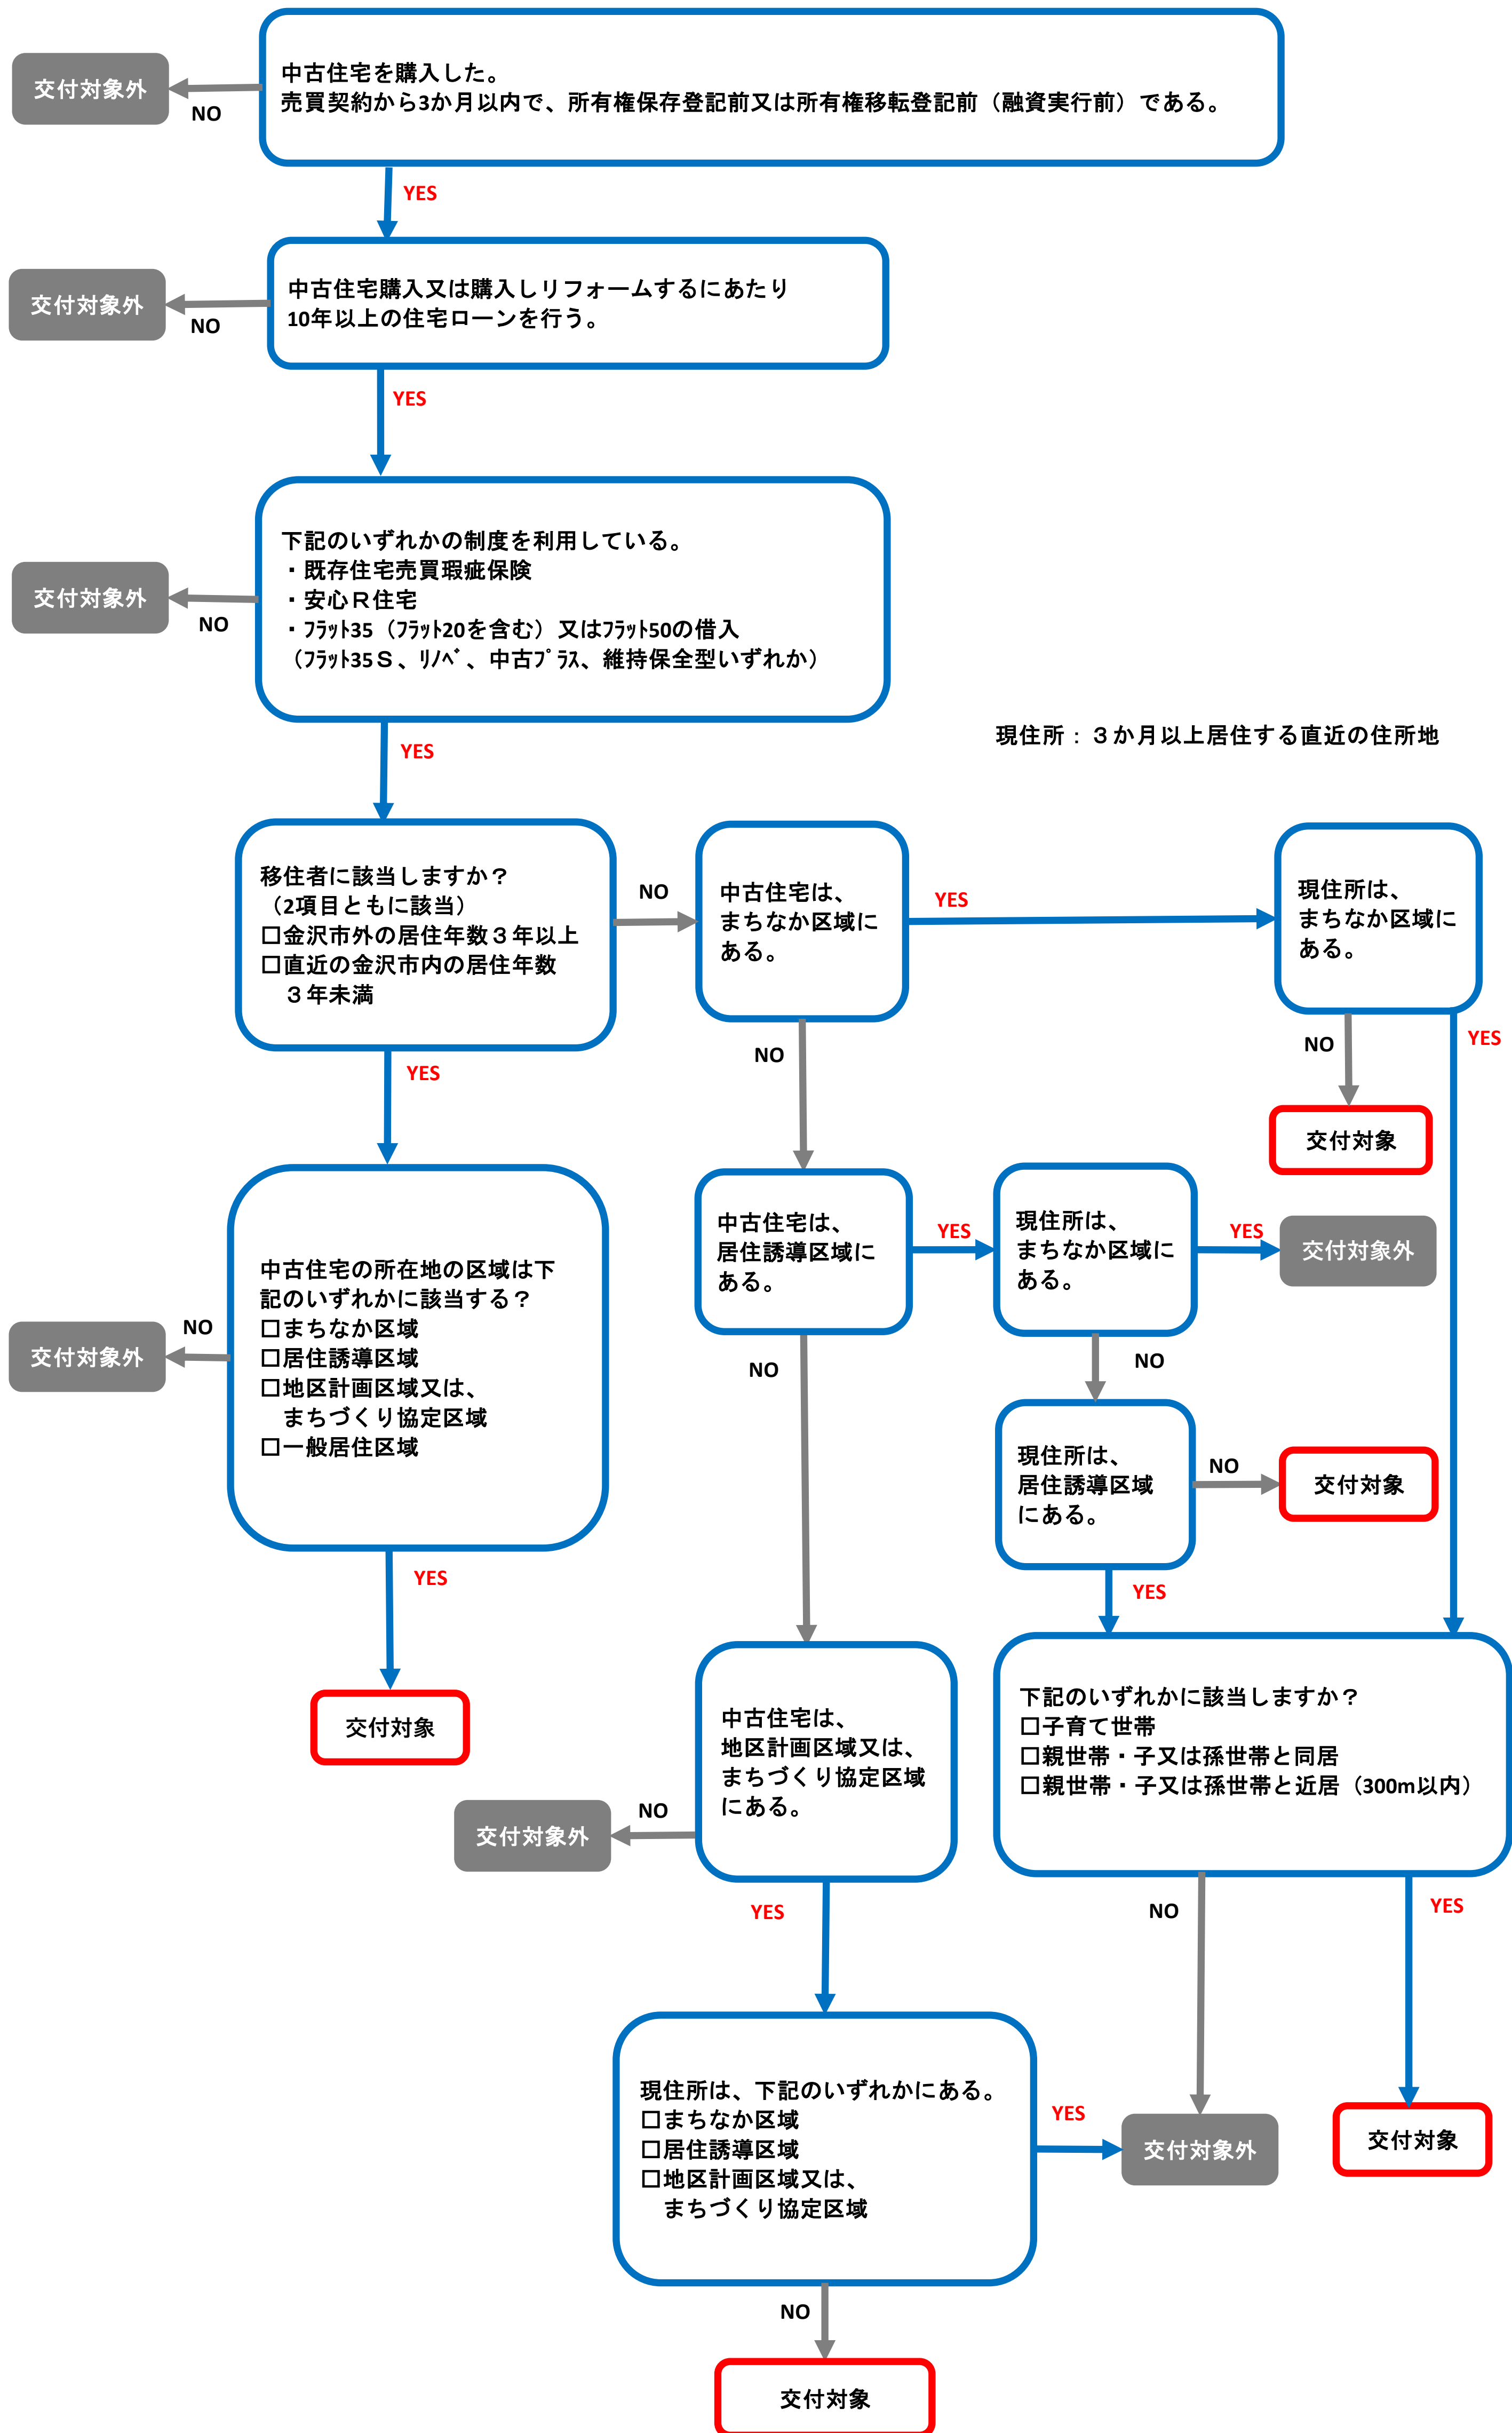 中古住宅を購入した。
売買契約から3か月以内で、所有権保存登記前又は所有権移転登記前（融資実行前）である。
交付対象外
NO
YES
中古住宅購入又は購入しリフォームするにあたり
10年以上の住宅ローンを行う。
交付対象外
NO
YES
下記のいずれかの制度を利用している。
・既存住宅売買瑕疵保険
・安心Ｒ住宅
・ﾌﾗｯﾄ35（ﾌﾗｯﾄ20を含む）又はﾌﾗｯﾄ50の借入
（ﾌﾗｯﾄ35Ｓ、ﾘﾉﾍﾞ、中古ﾌﾟﾗｽ、維持保全型いずれか）
交付対象外
NO
YES
現住所：３か月以上居住する直近の住所地
移住者に該当しますか？
（2項目ともに該当）
□金沢市外の居住年数３年以上
□直近の金沢市内の居住年数
３年未満
NO
中古住宅は、
まちなか区域に
ある。
YES
現住所は、
まちなか区域に
ある。
YES
NO
NO
YES
交付対象
中古住宅の所在地の区域は下
記のいずれかに該当する？
□まちなか区域
□居住誘導区域
□地区計画区域又は、
まちづくり協定区域
□一般居住区域
NO
交付対象外
YES
交付対象
中古住宅は、
居住誘導区域に
ある。
YES
現住所は、
まちなか区域に
ある。
YES
交付対象外
NO
NO
現住所は、
居住誘導区域
にある。
NO
交付対象
YES
中古住宅は、
地区計画区域又は、
まちづくり協定区域
にある。
NO
交付対象外
YES
下記のいずれかに該当しますか？
□子育て世帯
□親世帯・子又は孫世帯と同居
□親世帯・子又は孫世帯と近居（300m以内）
NO
YES
現住所は、下記のいずれかにある。
□まちなか区域
□居住誘導区域
□地区計画区域又は、
まちづくり協定区域
YES
交付対象外
交付対象
NO
交付対象